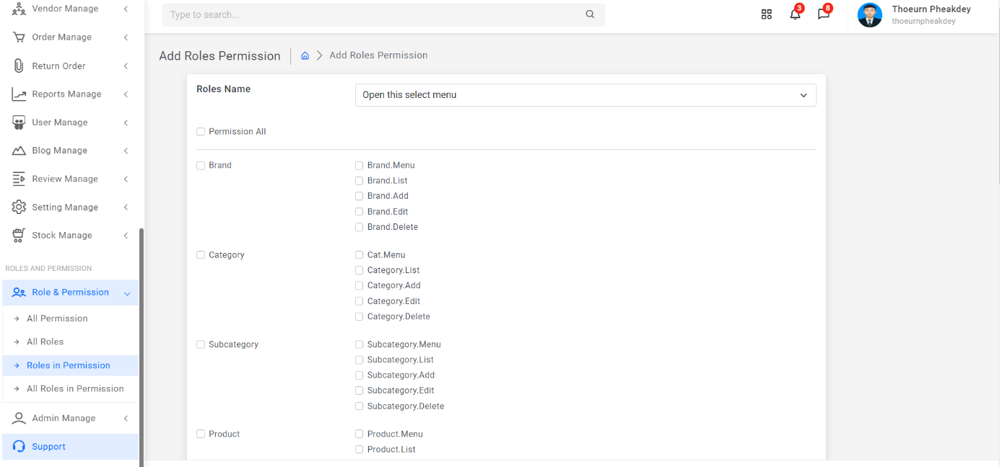 Vendor Manage
Order Manage
Return Order
Reports Manage
User Manage
Blog Manage
Review Manage
Setting Manage
Stock Manage
ROLES AND PERMISSION
Role & Permission
All Permission
All Roles
Roles in Permission
All Roles in Permission
Admin Manage
Support
Type to search...
3
8
Thoeurn Pheakdey
thoeurnpheakdey
Add Roles Permission
Add Roles Permission
Roles Name
Open this select menu
Permission All
Brand
Brand.Menu
Brand.List
Brand.Add
Brand.Edit
Brand.Delete
Category
Cat.Menu
Category.List
Category.Add
Category.Edit
Category.Delete
Subcategory
Subcategory.Menu
Subcategory.List
Subcategory.Add
Subcategory.Edit
Subcategory.Delete
Product
Product.Menu
Product.List